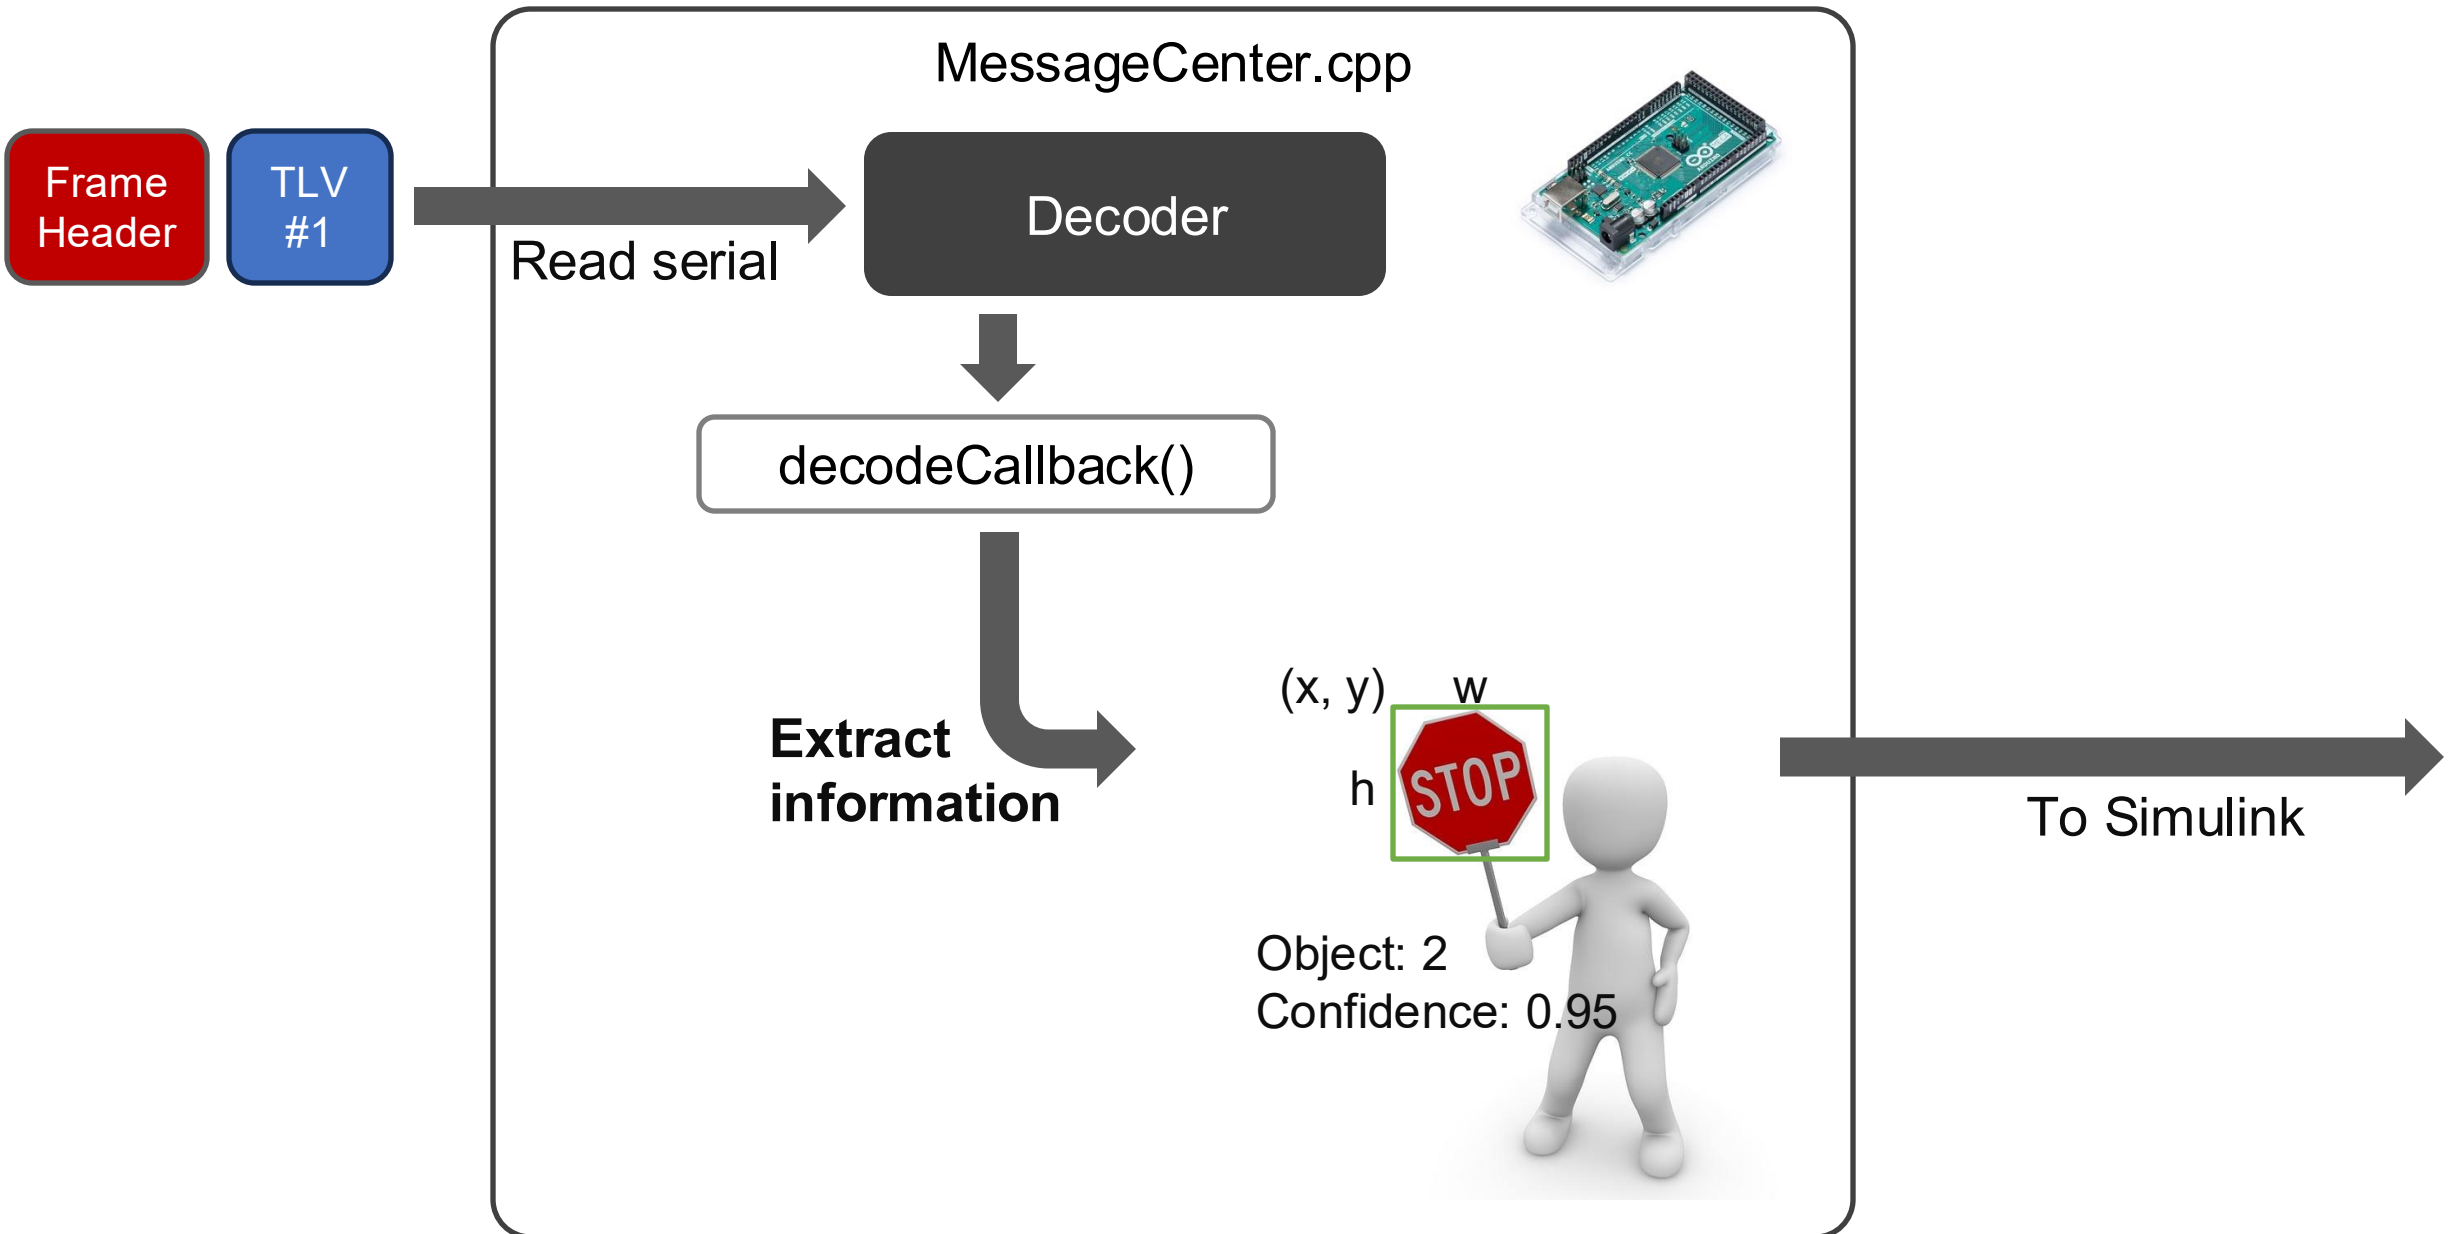 MessageCenter.cpp
Frame
Header
TLV
#1
Read serial
Decoder
decodeCallback()
Extract
information
(x, y)
w
h
STOP
Object: 2
Confidence: 0.95
To Simulink